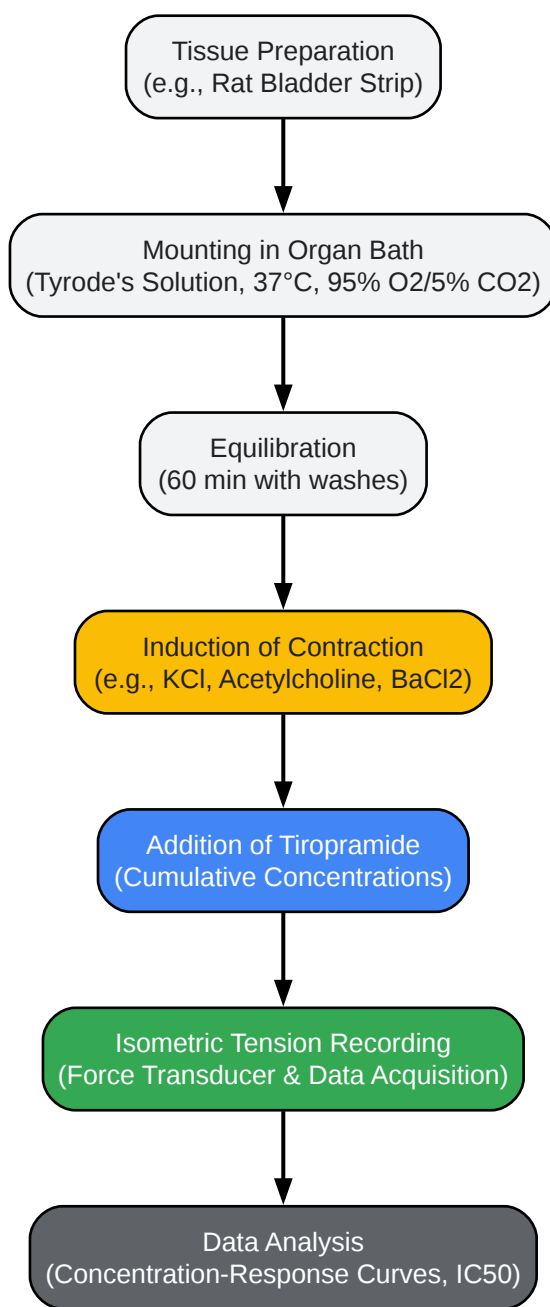 Tissue Preparation
(e.g., Rat Bladder Strip)
Mounting in Organ Bath
(Tyrode's Solution, 37°C, 95% O2/5% CO2)
Equilibration
(60 min with washes)
Induction of Contraction
(e.g., KCl, Acetylcholine, BaCl2)
Addition of Tiropramide
(Cumulative Concentrations)
Isometric Tension Recording
(Force Transducer & Data Acquisition)
Data Analysis
(Concentration-Response Curves, IC50)